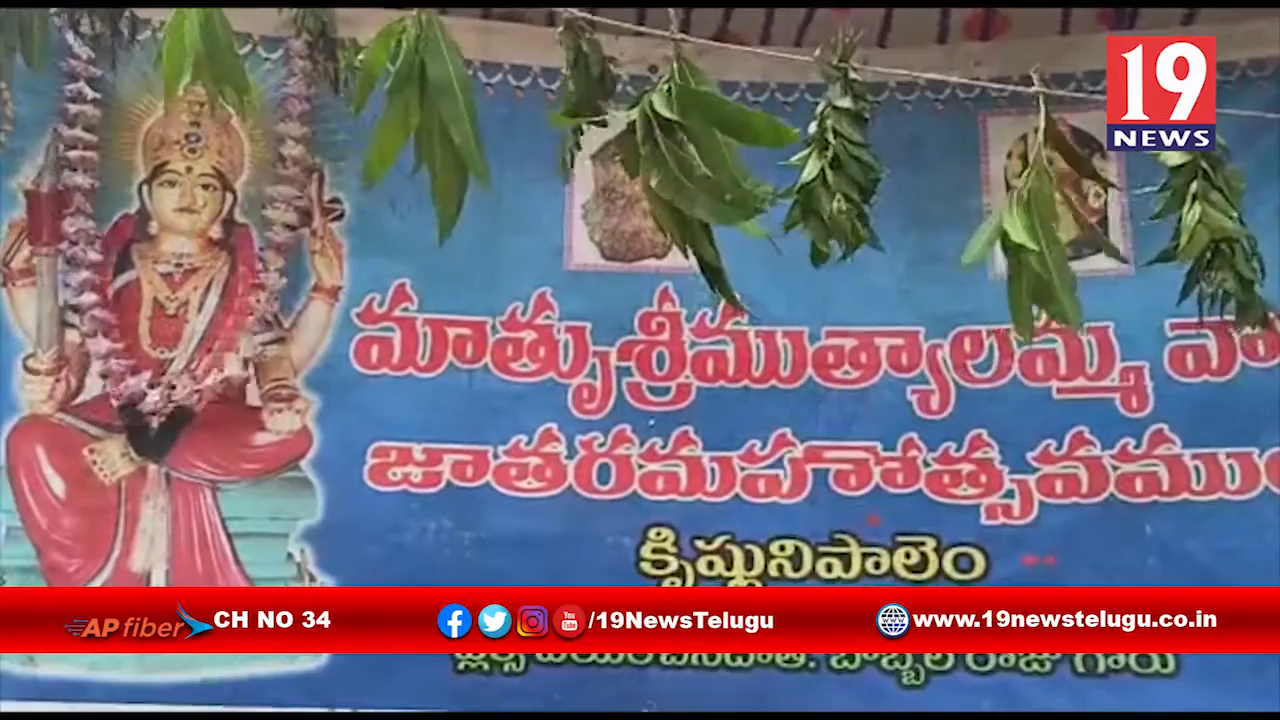 19
NEWS
మాతృశ్రీముత్యాలమ్మ
జాతరమహోత్సవము
కృష్ణునిపాలెం
AP fiber CH NO 34 /19NewsTelugu www.19newstelugu.co.in
రాజు గారు